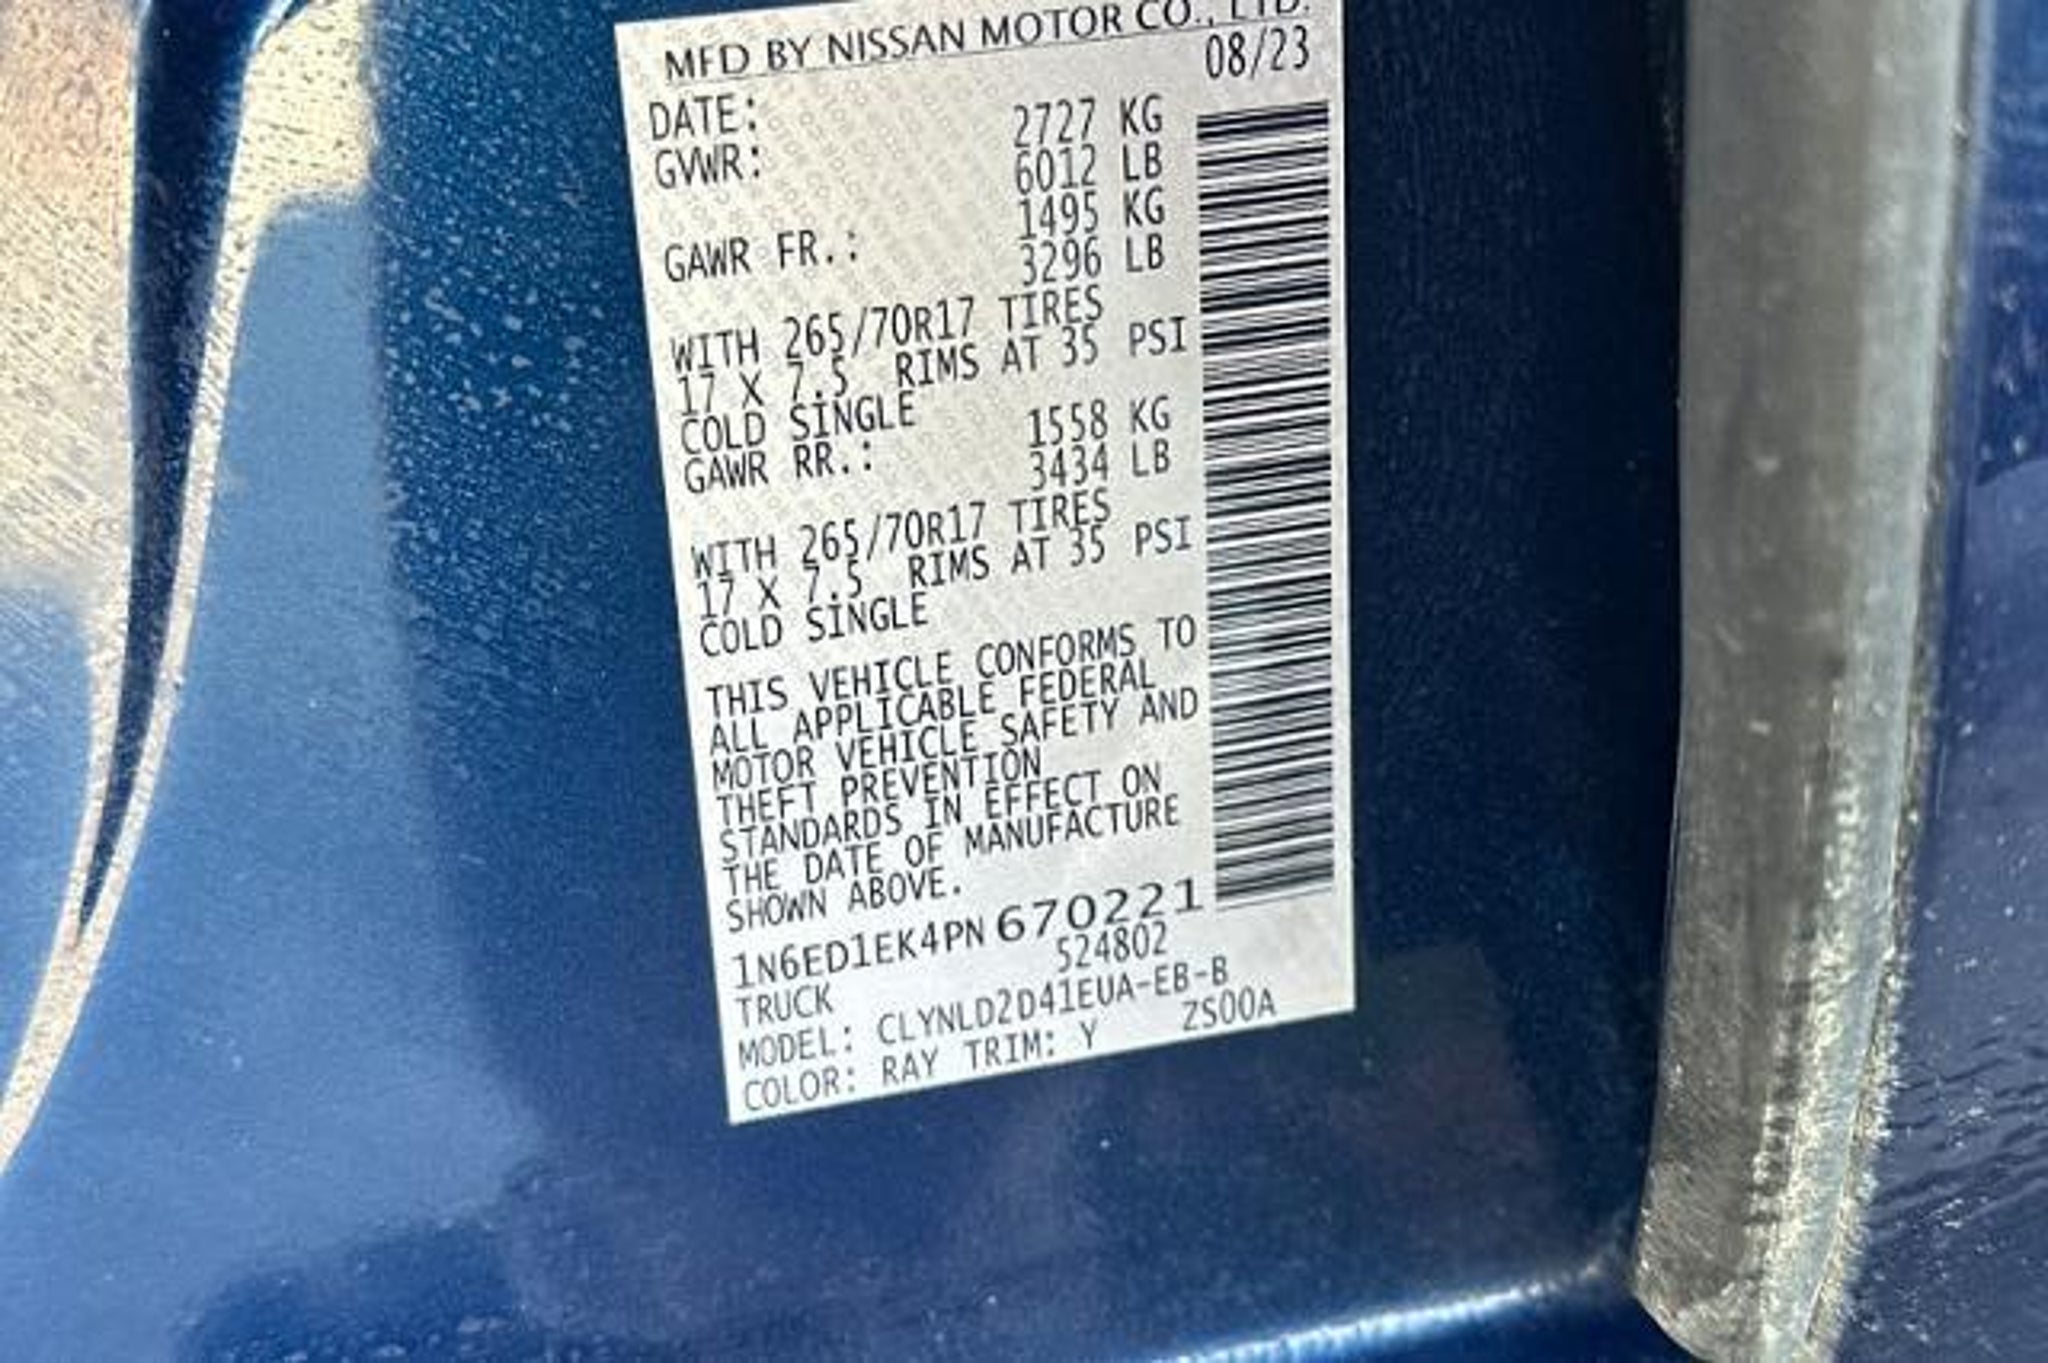 MFD BY NISSAN MOTOR CO., LTD.
DATE: 08/23
GVWR: 2727 KG
6012 LB
GAWR FR.: 1495 KG
3296 LB
WITH 265/70R17 TIRES
17 X 7.5 RIMS AT 35 PSI
COLD SINGLE
GAWR RR.: 1558 KG
3434 LB
WITH 265/70R17 TIRES
17 X 7.5 RIMS AT 35 PSI
COLD SINGLE
THIS VEHICLE CONFORMS TO
ALL APPLICABLE FEDERAL
MOTOR VEHICLE SAFETY AND
THEFT PREVENTION
STANDARDS IN EFFECT ON
THE DATE OF MANUFACTURE
SHOWN ABOVE.
1N6ED1EK4PN 670221
TRUCK 524802
MODEL: CLYNLD2D41EUA-EB-B
COLOR: RAY TRIM: Y ZS00A